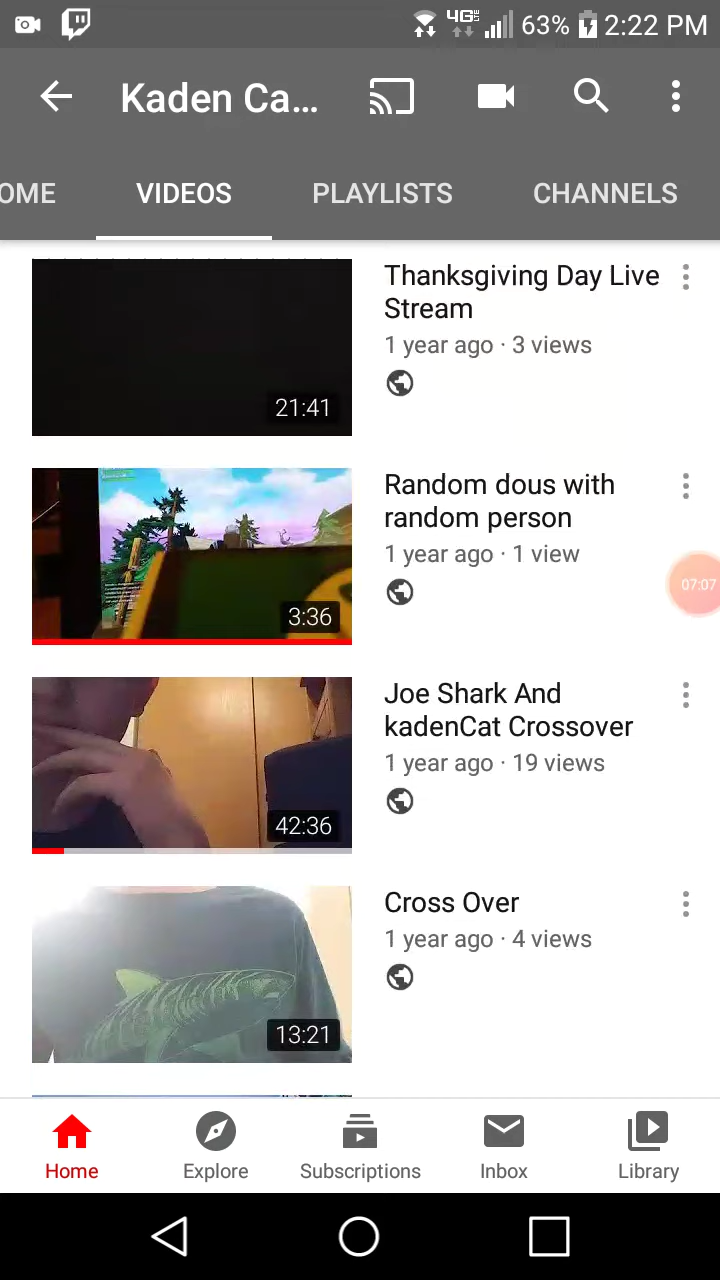 63% 2:22 PM
Kaden Ca...
OME VIDEOS PLAYLISTS CHANNELS
21:41
Thanksgiving Day Live
Stream
1 year ago · 3 views
3:36
Random dous with
random person
1 year ago · 1 view
07:07
42:36
Joe Shark And
kadenCat Crossover
1 year ago · 19 views
13:21
Cross Over
1 year ago · 4 views
Home Explore Subscriptions Inbox Library